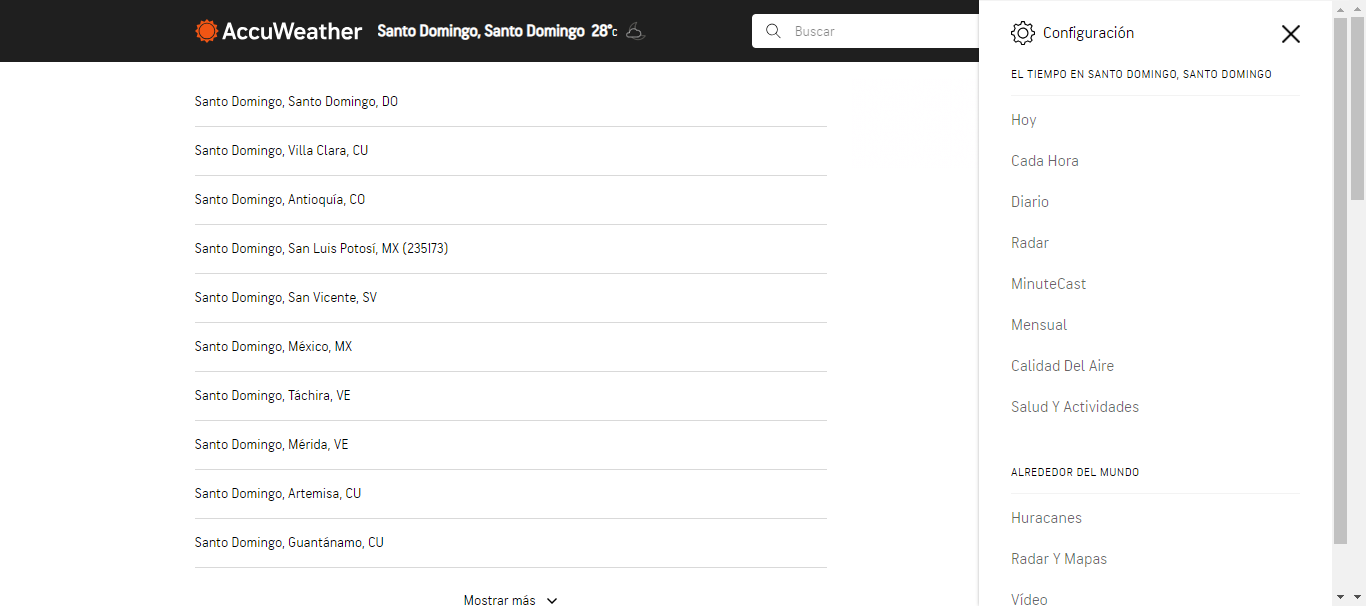 AccuWeather
Santo Domingo, Santo Domingo 28°c
Buscar
Santo Domingo, Santo Domingo, DO
Santo Domingo, Villa Clara, CU
Santo Domingo, Antioquía, CO
Santo Domingo, San Luis Potosí, MX (235173)
Santo Domingo, San Vicente, SV
Santo Domingo, México, MX
Santo Domingo, Táchira, VE
Santo Domingo, Mérida, VE
Santo Domingo, Artemisa, CU
Santo Domingo, Guantánamo, CU
Mostrar más
Configuración
EL TIEMPO EN SANTO DOMINGO, SANTO DOMINGO
Hoy
Cada Hora
Diario
Radar
MinuteCast
Mensual
Calidad Del Aire
Salud Y Actividades
ALREDEDOR DEL MUNDO
Huracanes
Radar Y Mapas
Vídeo